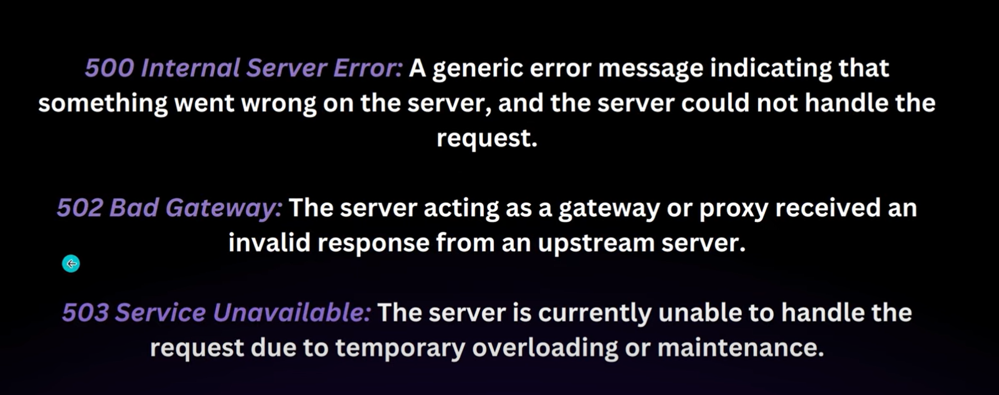 500 Internal Server Error: A generic error message indicating that
something went wrong on the server, and the server could not handle the
request.
502 Bad Gateway: The server acting as a gateway or proxy received an
invalid response from an upstream server.
503 Service Unavailable: The server is currently unable to handle the
request due to temporary overloading or maintenance.